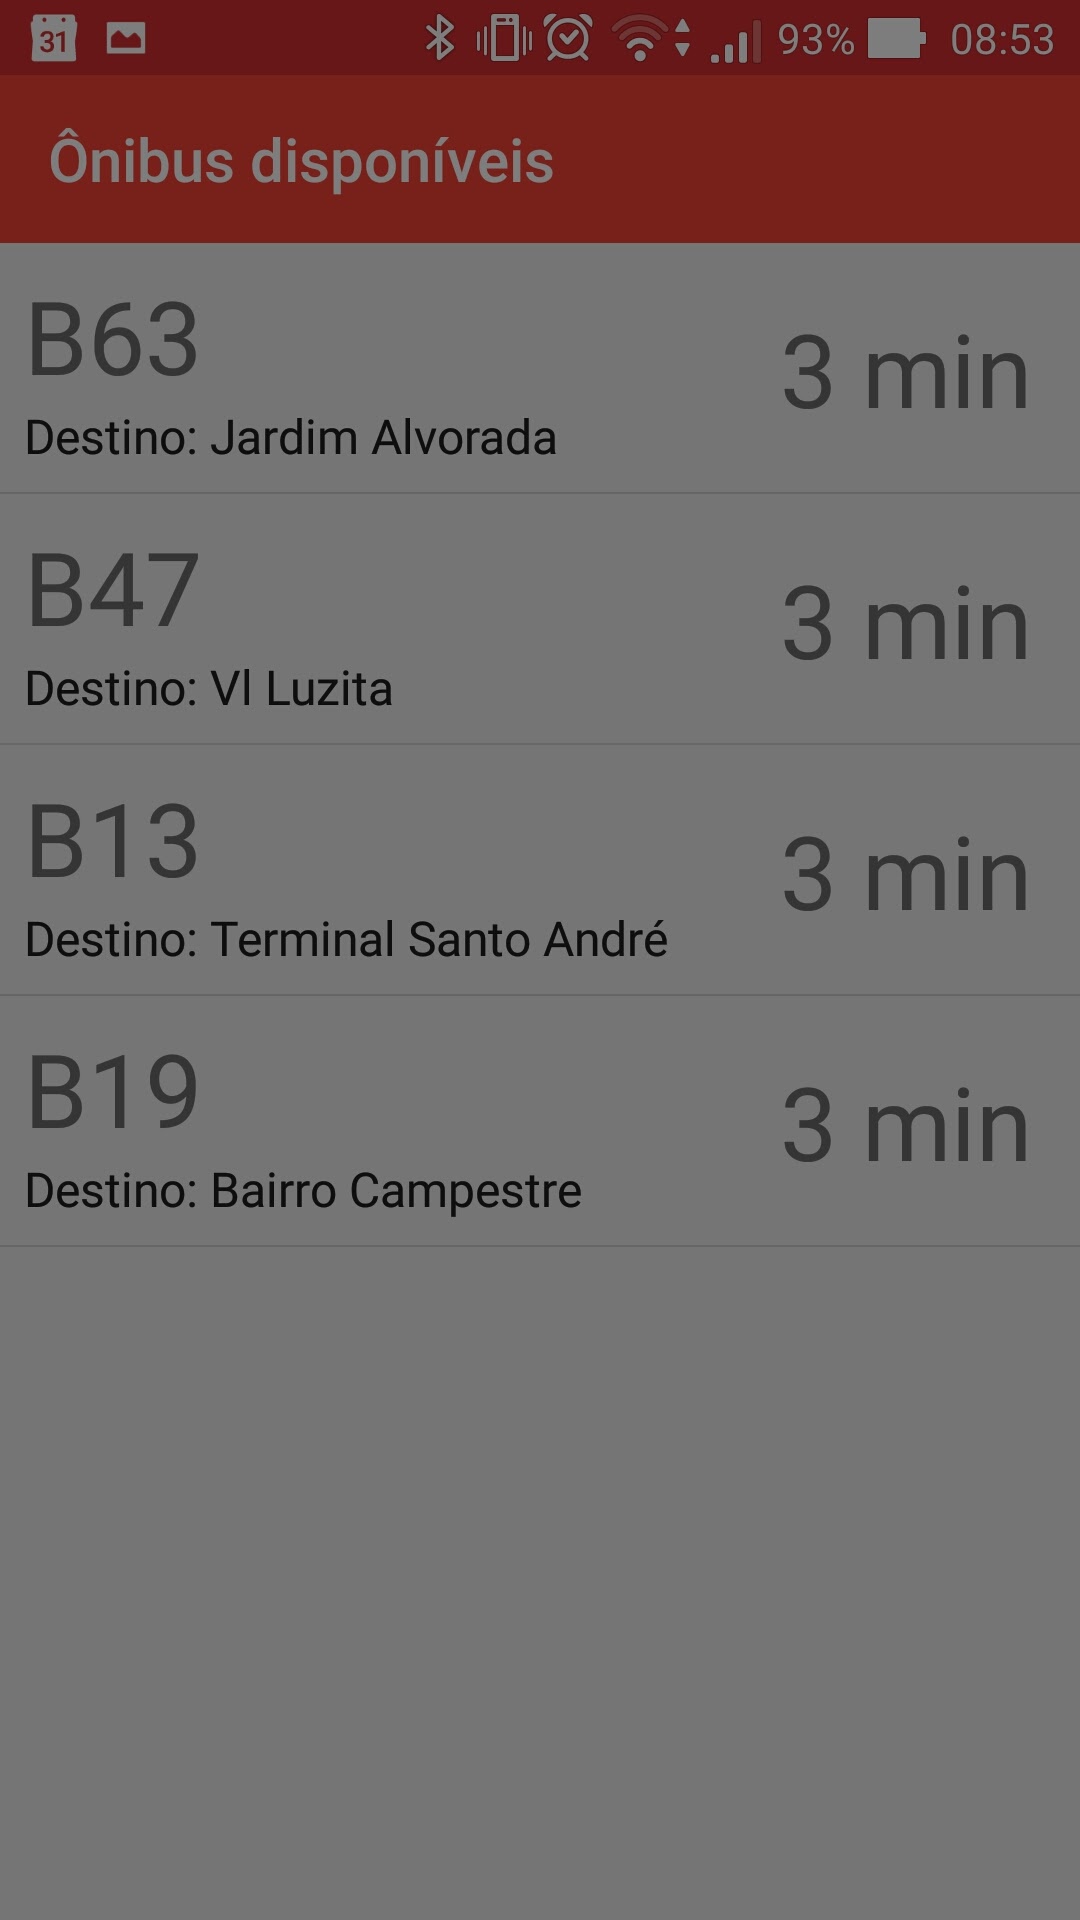 31 93% 08:53
Ônibus disponíveis
B63
3 min
Destino: Jardim Alvorada
B47
3 min
Destino: Vl Luzita
B13
3 min
Destino: Terminal Santo André
B19
3 min
Destino: Bairro Campestre